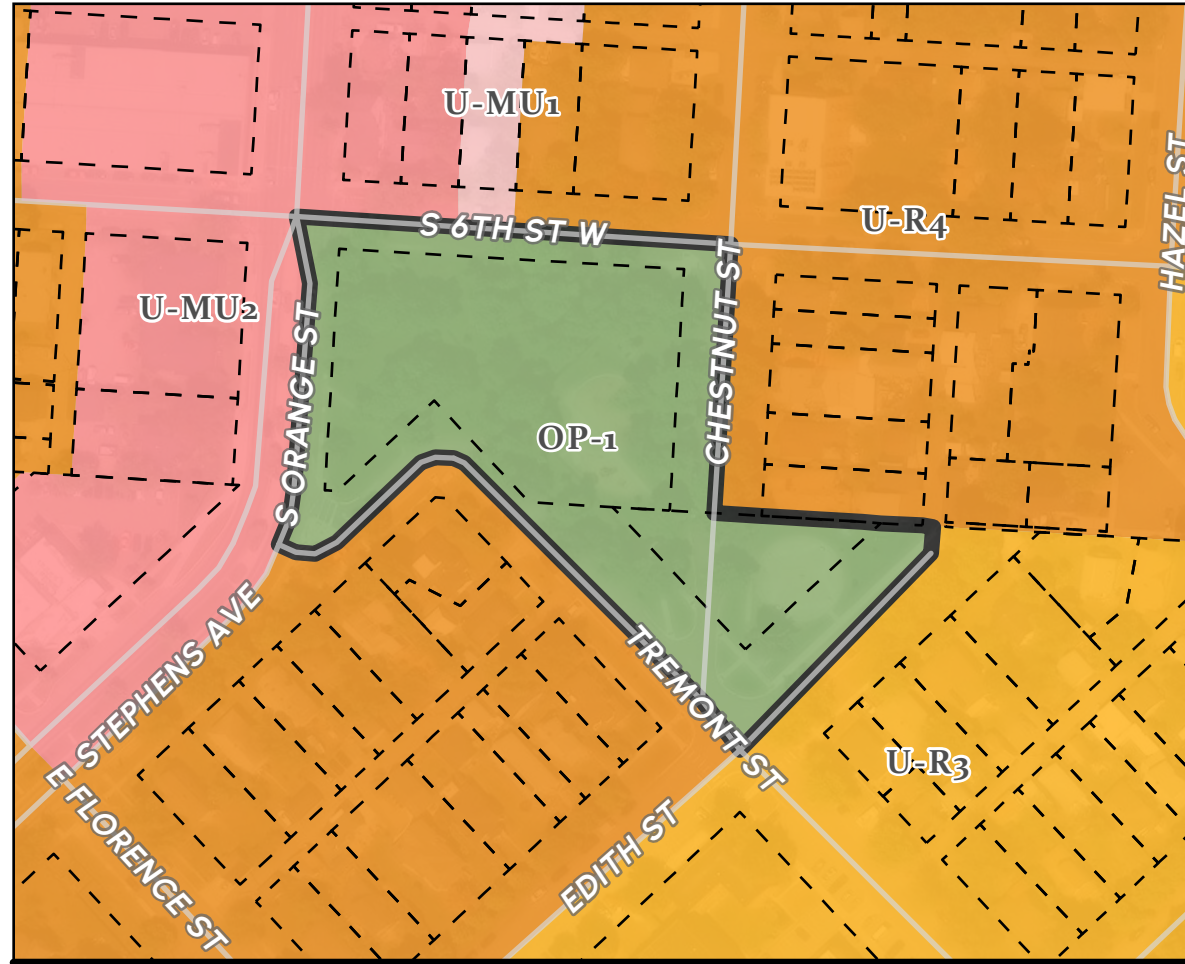 U-MU1
HAZEL ST
U-R4
S 6TH ST W
U-MU2
CHESTNUT ST
S ORANGE ST
OP-1
STEPHENS AVE
TREMONT ST
U-R3
E FLORENCE ST
EDITH ST